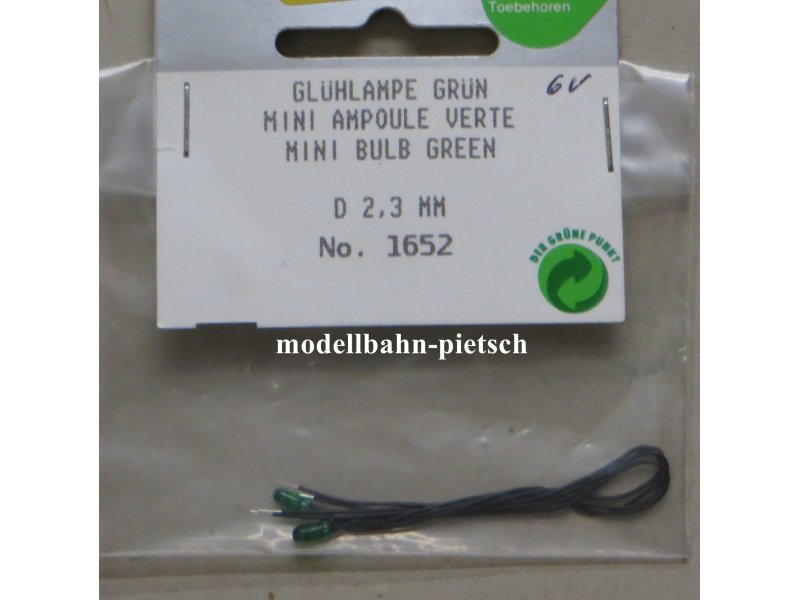 Toebehoren
GLÜHLAMPE GRÜN
6V
MINI AMPOULE VERTE
MINI BULB GREEN
D 2,3 MM
No. 1652
DER GRÜNE PUNKT
modellbahn-pietsch